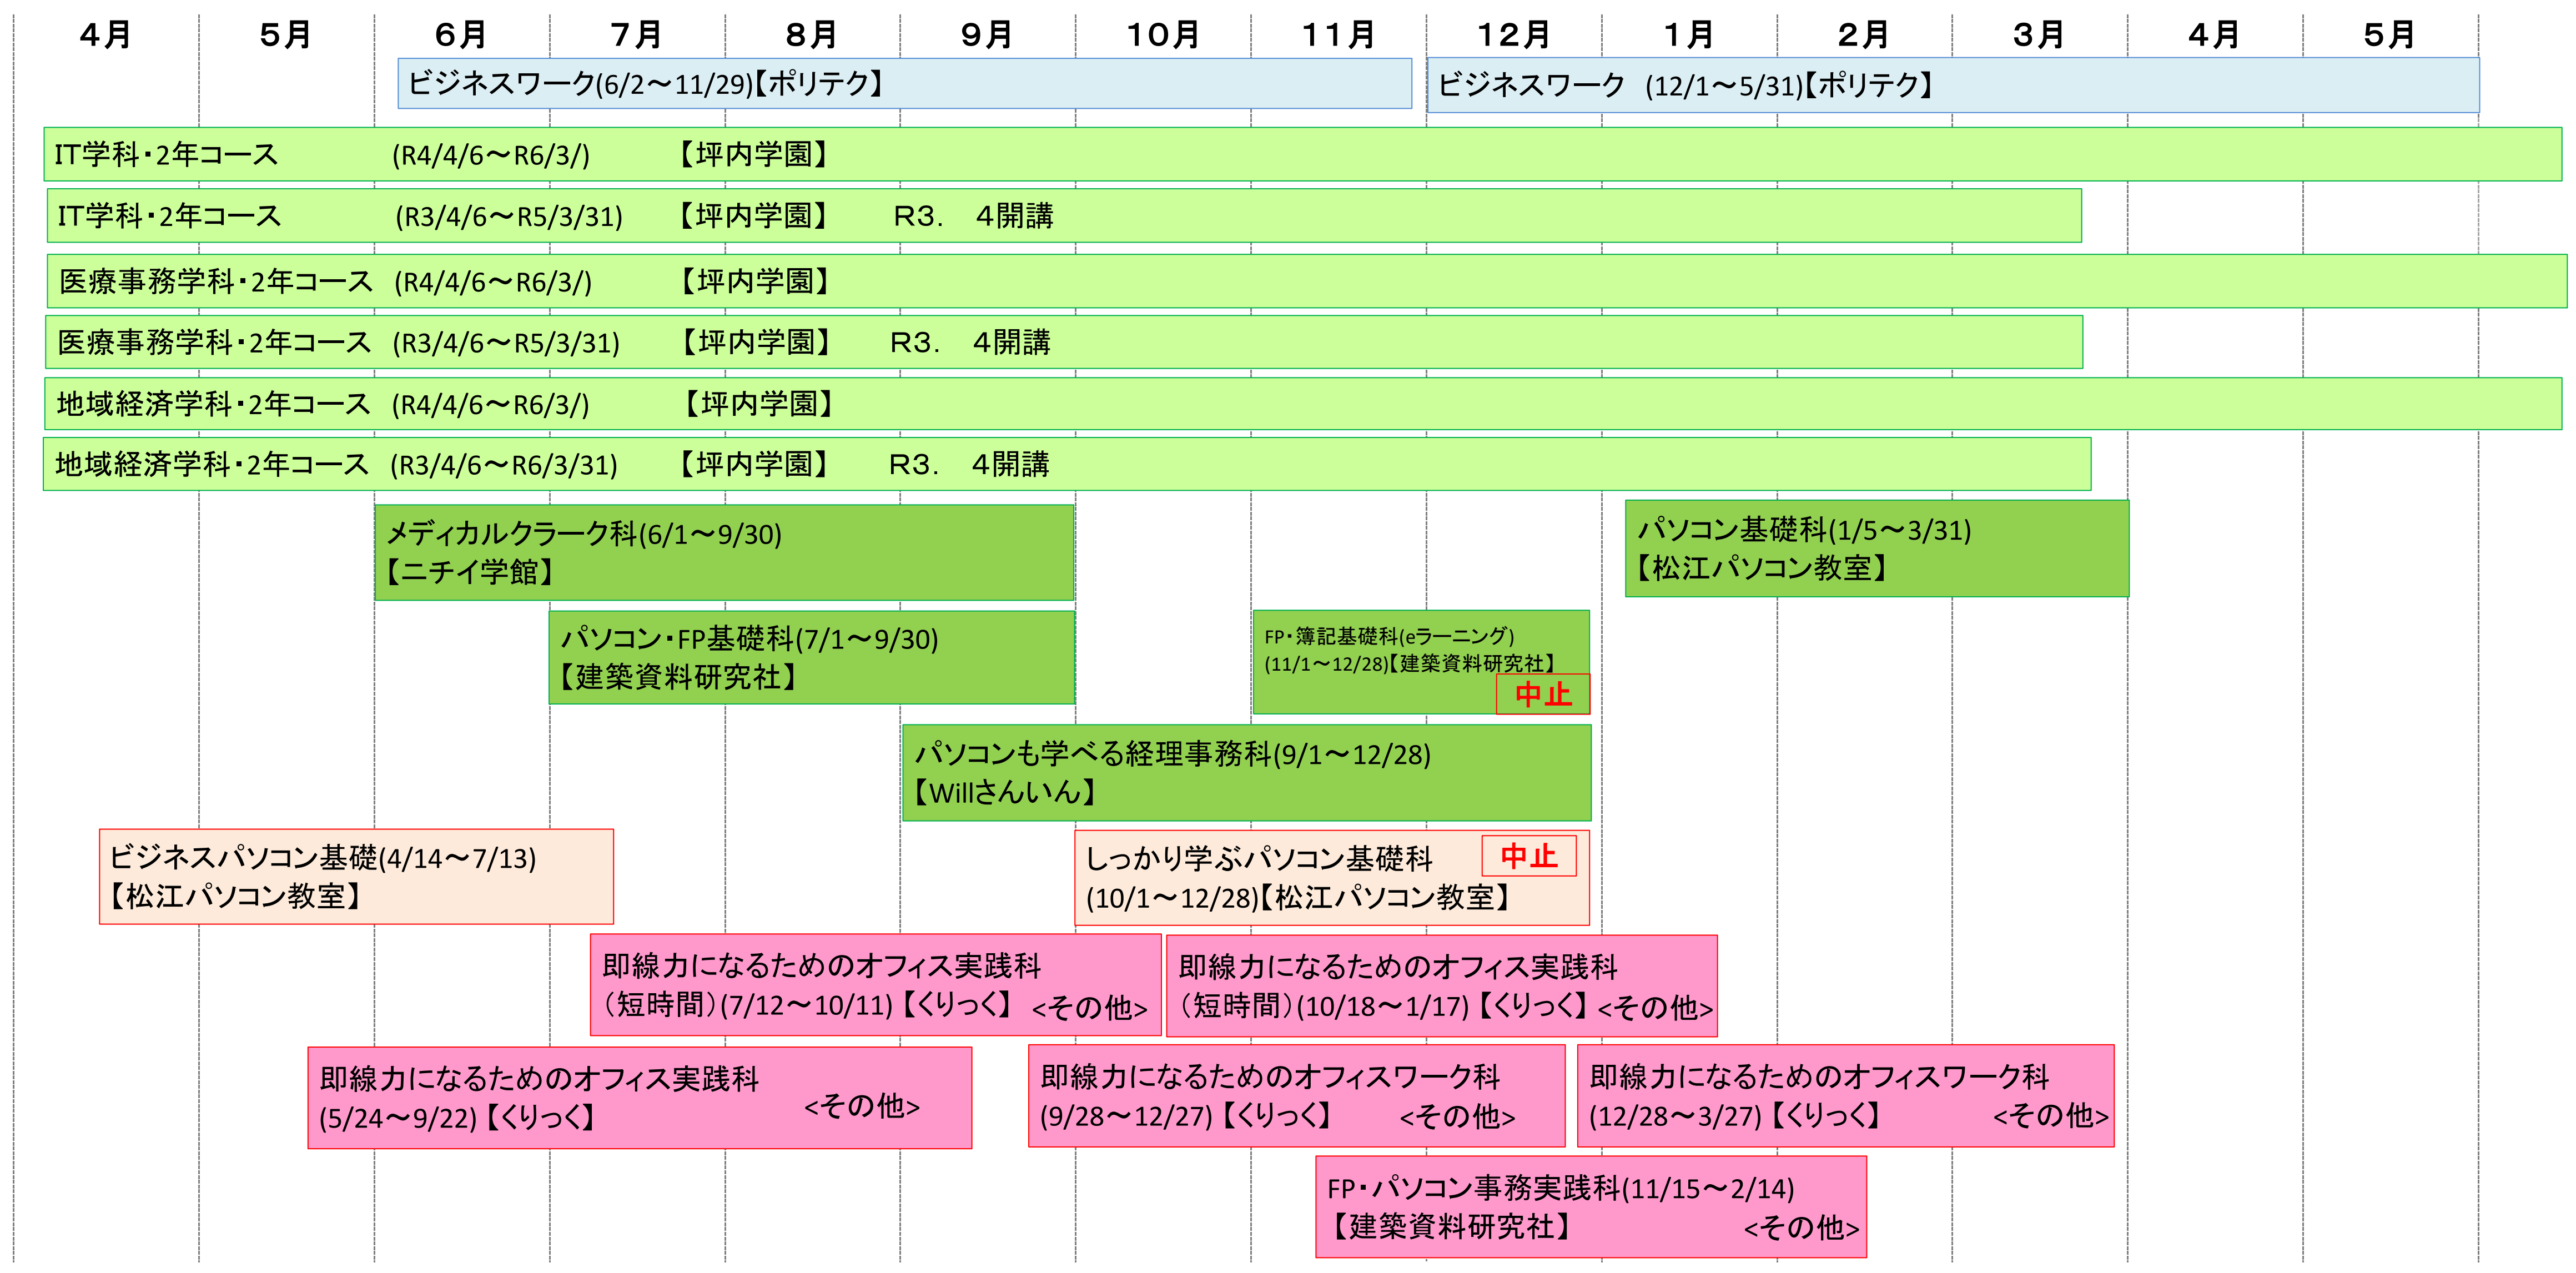 4月 5月 6月 7月 8月 9月 10月 11月 12月 1月 2月 3月 4月 5月
ビジネスワーク(6/2～11/29)【ポリテク】
ビジネスワーク (12/1～5/31)【ポリテク】
IT学科・2年コース (R4/4/6～R6/3/) 【坪内学園】
IT学科・2年コース (R3/4/6～R5/3/31) 【坪内学園】 R3. 4開講
医療事務学科・2年コース (R4/4/6～R6/3/) 【坪内学園】
医療事務学科・2年コース (R3/4/6～R5/3/31) 【坪内学園】 R3. 4開講
地域経済学科・2年コース (R4/4/6～R6/3/) 【坪内学園】
地域経済学科・2年コース (R3/4/6～R6/3/31) 【坪内学園】 R3. 4開講
メディカルクラーク科(6/1～9/30)
【ニチイ学館】
パソコン基礎科(1/5～3/31)
【松江パソコン教室】
パソコン・FP基礎科(7/1～9/30)
【建築資料研究社】
FP・簿記基礎科(eラーニング)
(11/1～12/28)【建築資料研究社】
中止
パソコンも学べる経理事務科(9/1～12/28)
【Willさんいん】
ビジネスパソコン基礎(4/14～7/13)
【松江パソコン教室】
しっかり学ぶパソコン基礎科 中止
(10/1～12/28)【松江パソコン教室】
即線力になるためのオフィス実践科
（短時間）(7/12～10/11)【くりっく】 <その他>
即線力になるためのオフィス実践科
（短時間）(10/18～1/17)【くりっく】 <その他>
即線力になるためのオフィス実践科
(5/24～9/22)【くりっく】 <その他>
即線力になるためのオフィスワーク科
(9/28～12/27)【くりっく】 <その他>
即線力になるためのオフィスワーク科
(12/28～3/27)【くりっく】 <その他>
FP・パソコン事務実践科(11/15～2/14)
【建築資料研究社】 <その他>